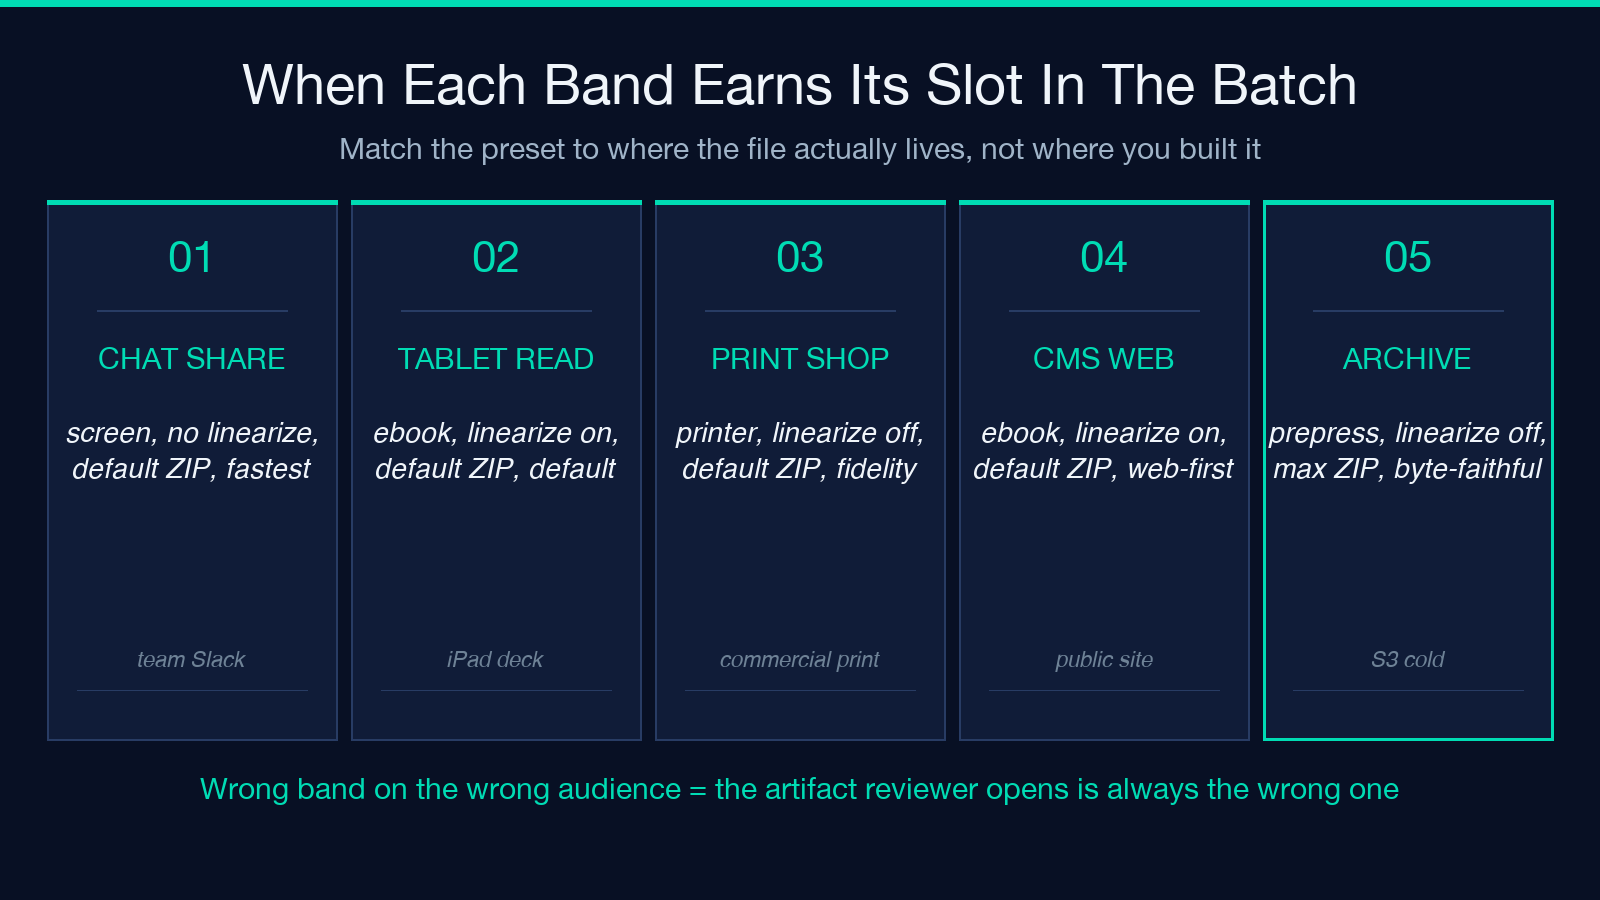 When Each Band Earns Its Slot In The Batch
Match the preset to where the file actually lives, not where you built it
01
CHAT SHARE
screen, no linearize,
default ZIP, fastest
team Slack
02
TABLET READ
ebook, linearize on,
default ZIP, default
iPad deck
03
PRINT SHOP
printer, linearize off,
default ZIP, fidelity
commercial print
04
CMS WEB
ebook, linearize on,
default ZIP, web-first
public site
05
ARCHIVE
prepress, linearize off,
max ZIP, byte-faithful
S3 cold
Wrong band on the wrong audience = the artifact reviewer opens is always the wrong one